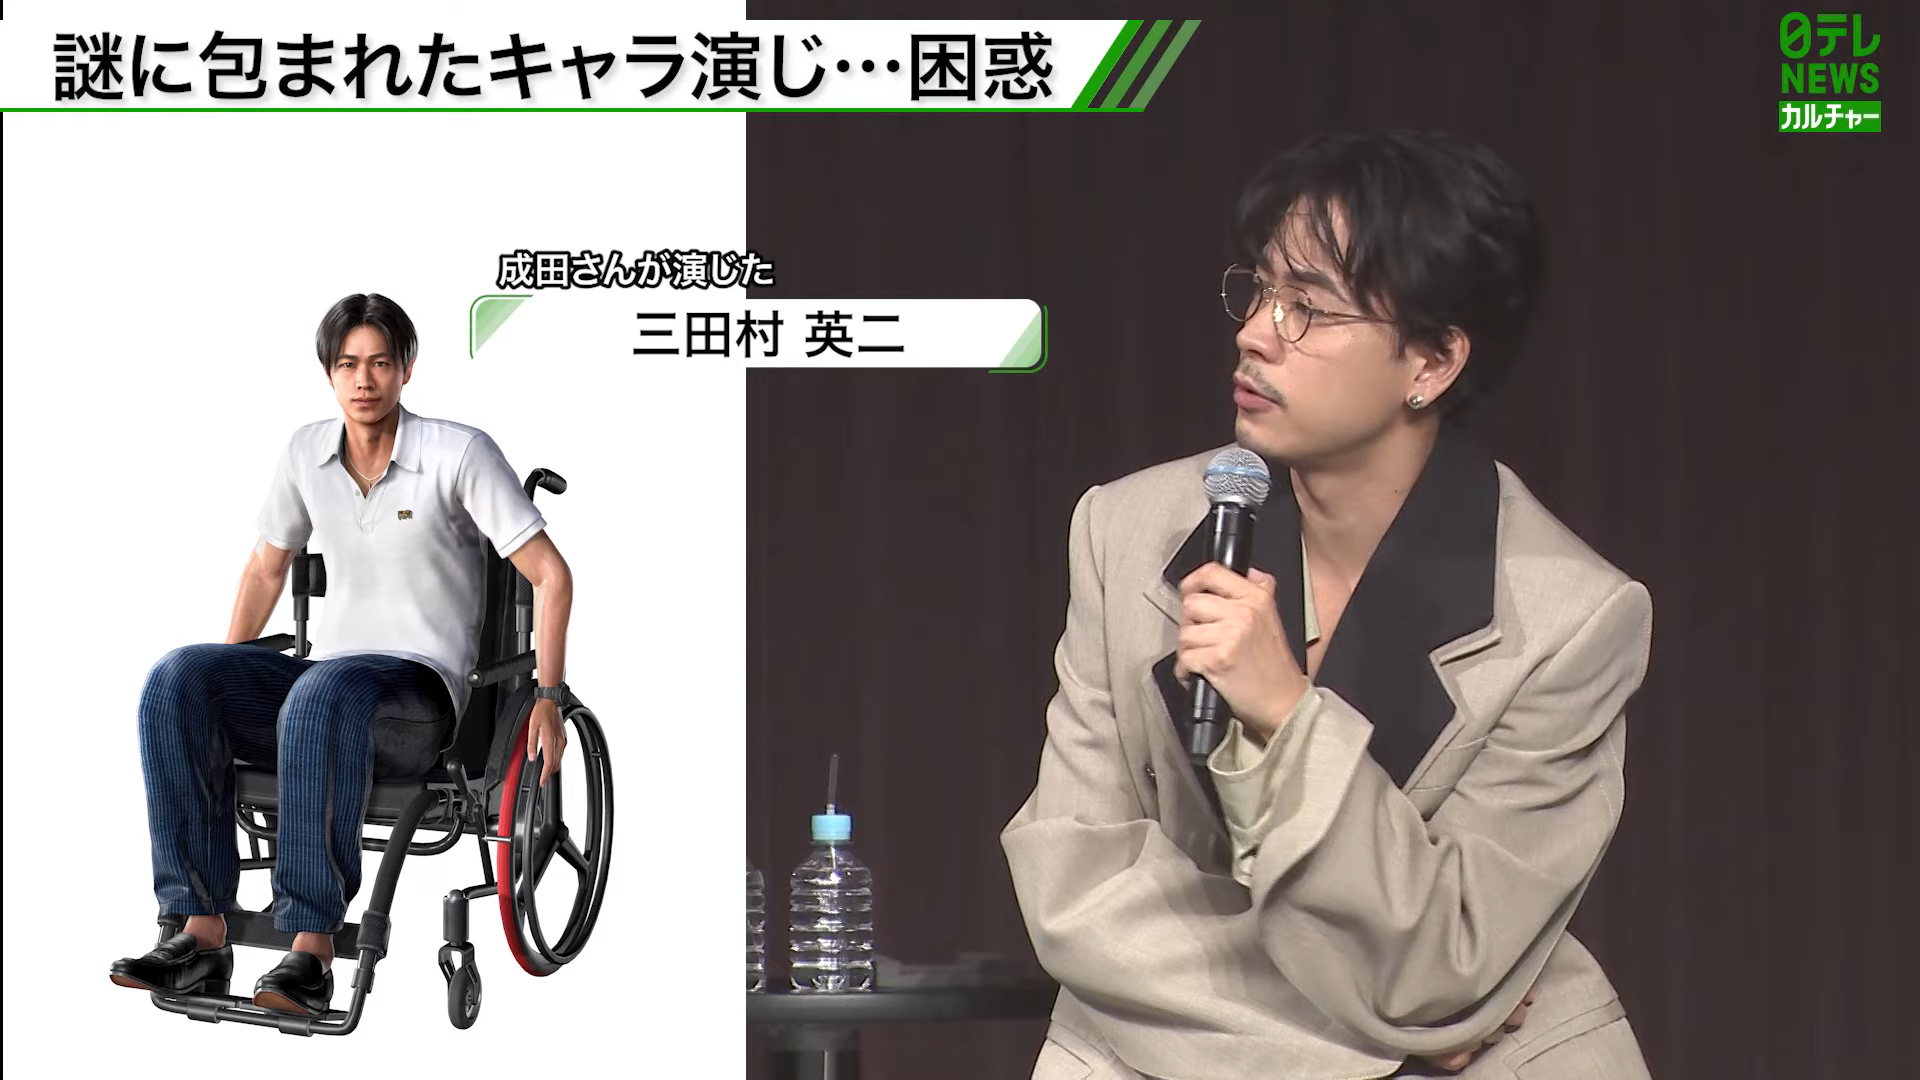 謎に包まれたキャラ演じ…困惑
日テレ
NEWS
カルチャー
成田さんが演じた
三田村 英二